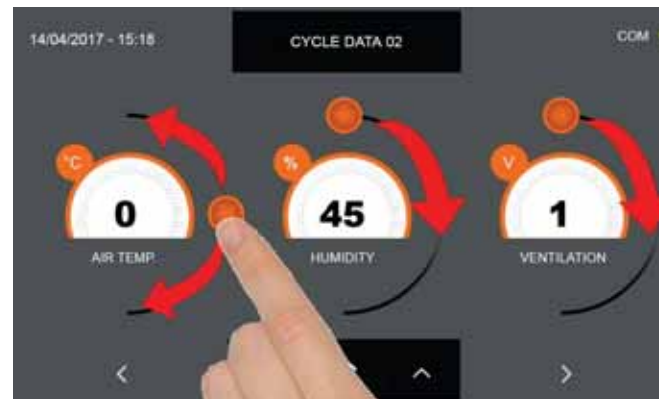 14/04/2017 - 15:18
CYCLE DATA 02
COM
°C
%
V
0
45
1
AIR TEMP.
HUMIDITY
VENTILATION